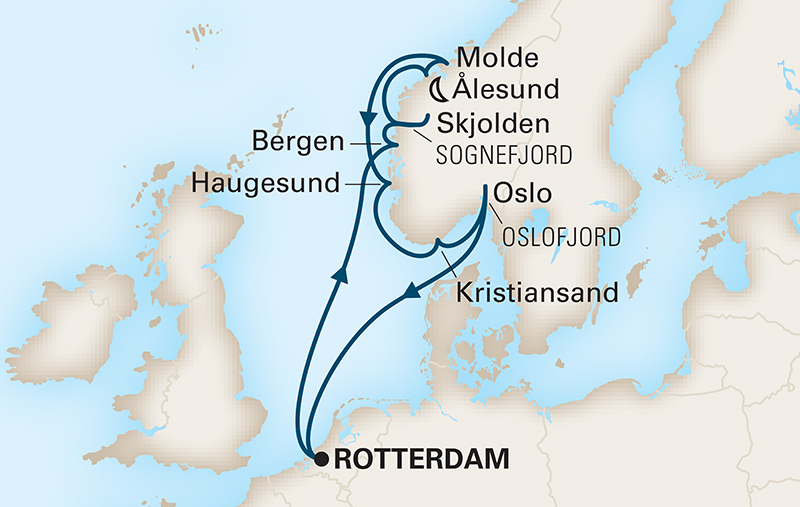 Molde
Ålesund
Skjolden
SOGNEFJORD
Bergen
Haugesund
Oslo
OSLOFJORD
Kristiansand
ROTTERDAM